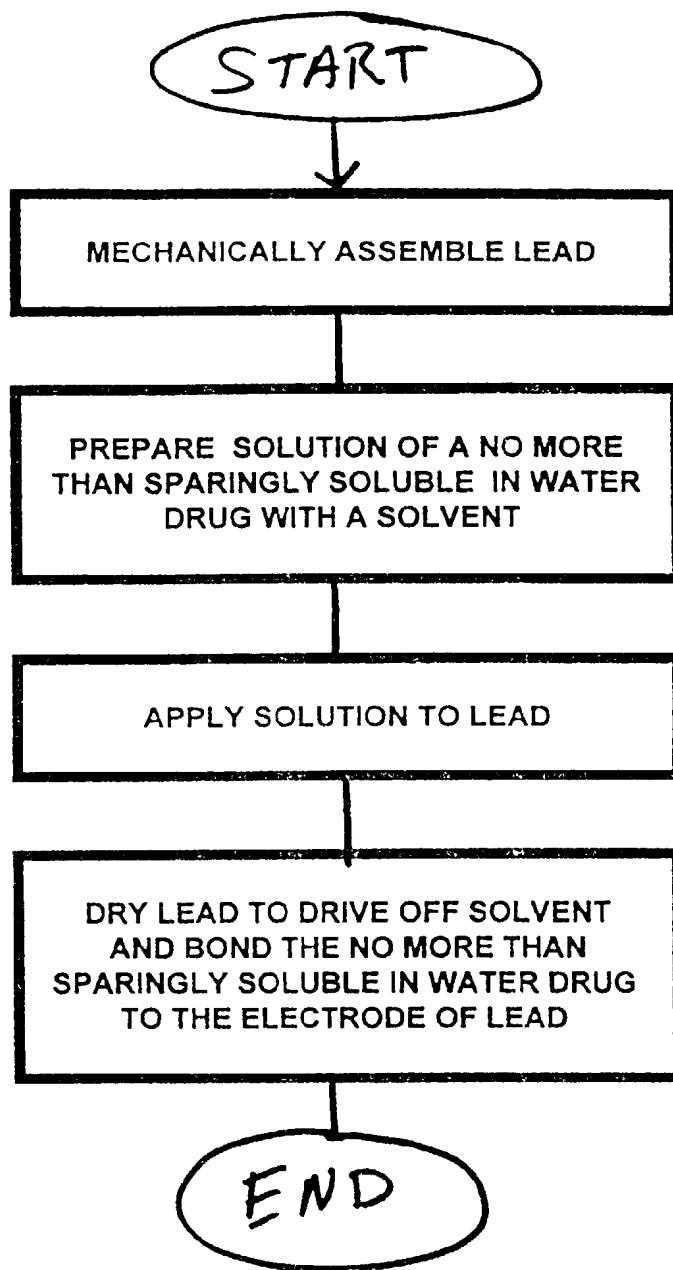 START
MECHANICALLY ASSEMBLE LEAD
PREPARE SOLUTION OF A NO MORE
THAN SPARINGLY SOLUBLE IN WATER
DRUG WITH A SOLVENT
APPLY SOLUTION TO LEAD
DRY LEAD TO DRIVE OFF SOLVENT
AND BOND THE NO MORE THAN
SPARINGLY SOLUBLE IN WATER DRUG
TO THE ELECTRODE OF LEAD
END